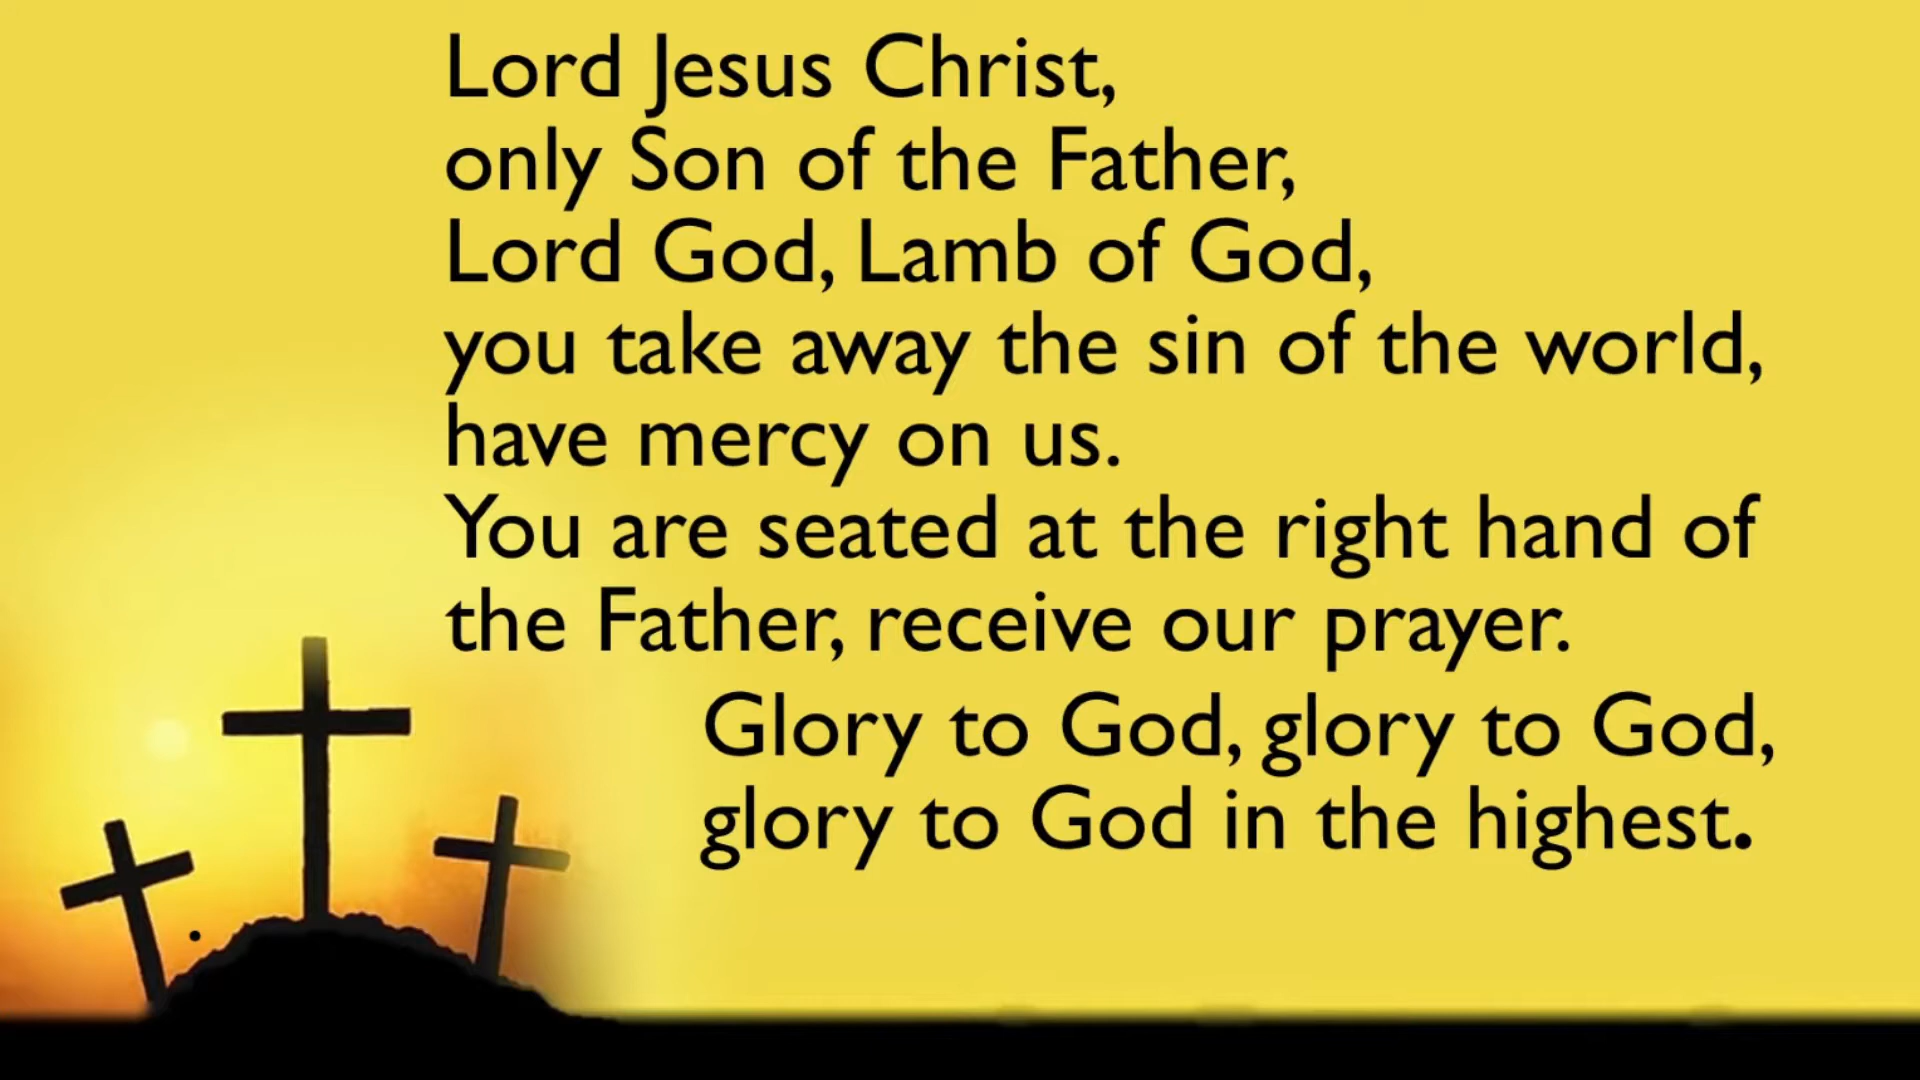 Lord Jesus Christ,
only Son of the Father,
Lord God, Lamb of God,
you take away the sin of the world,
have mercy on us.
You are seated at the right hand of
the Father, receive our prayer.
Glory to God, glory to God,
glory to God in the highest.